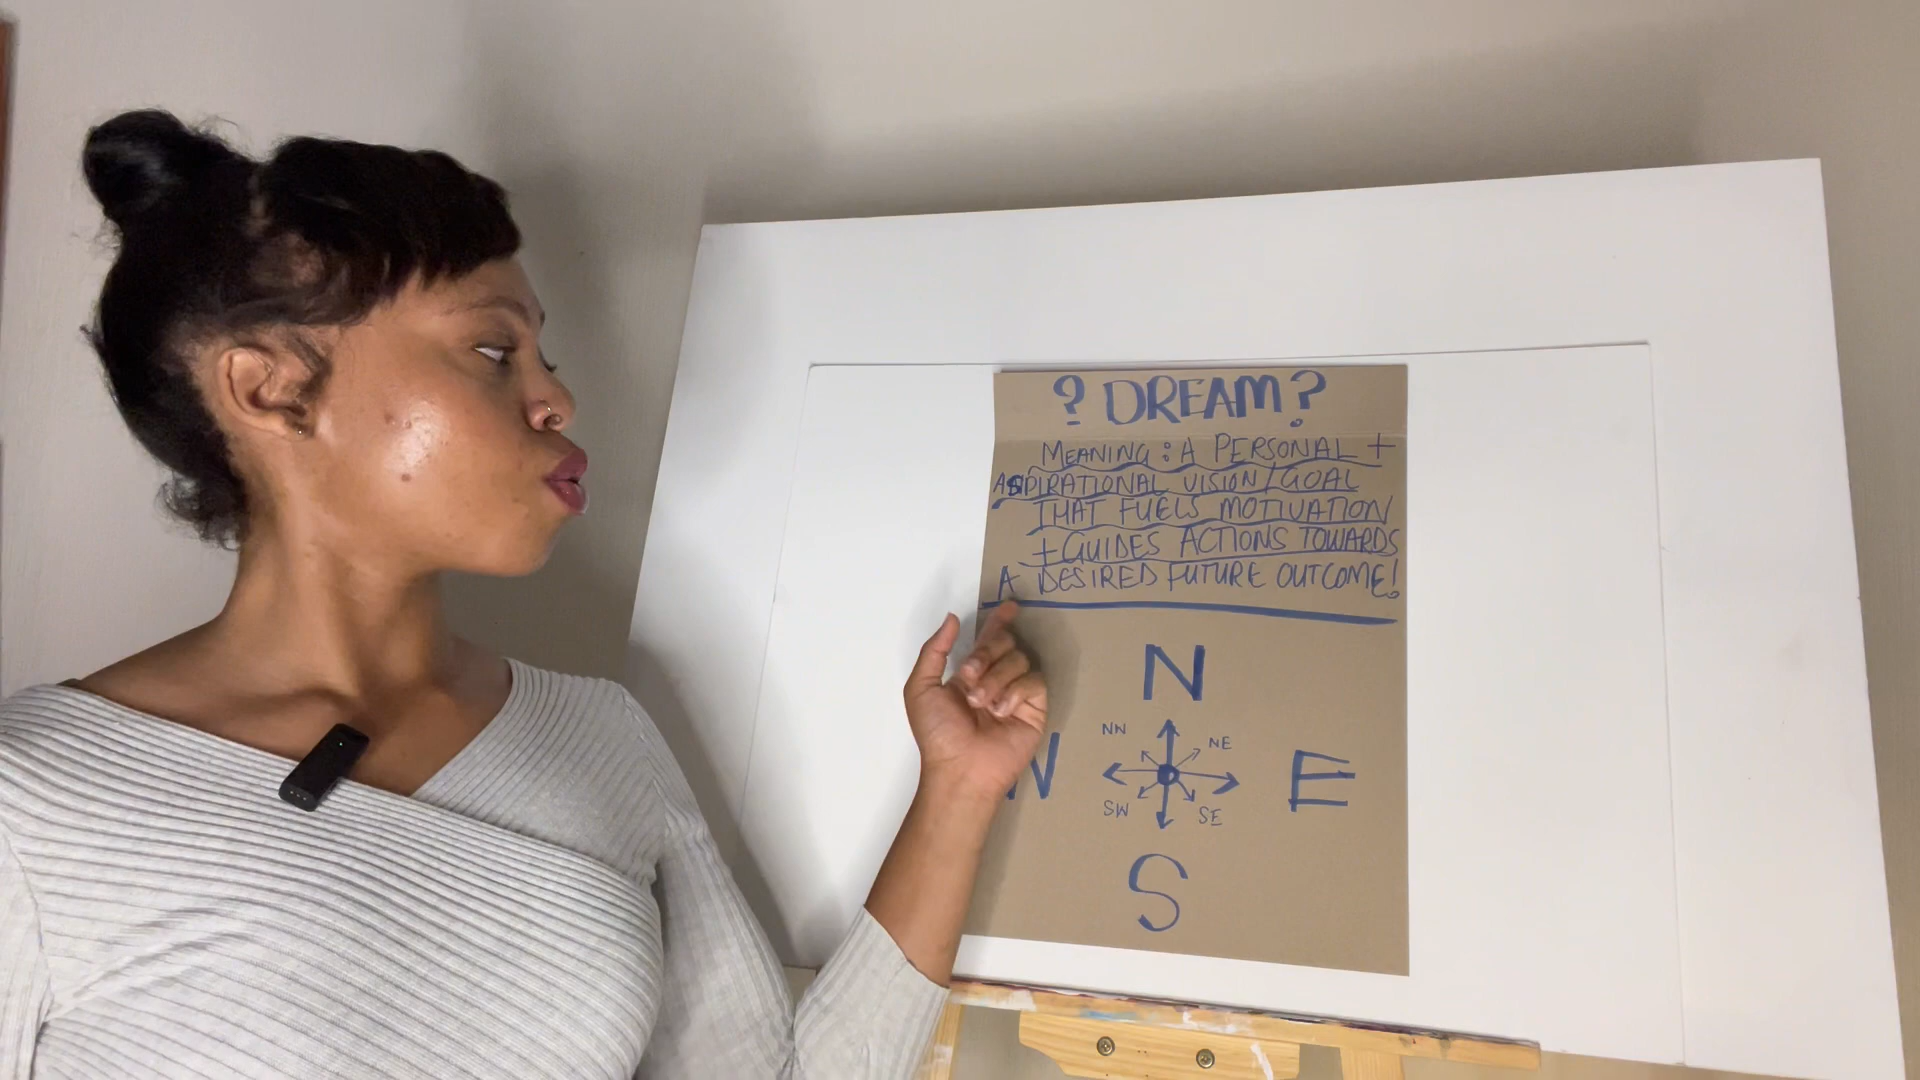 ? DREAM?
MEANING : A PERSONAL +
ASPIRATIONAL VISION/GOAL
THAT FUELS MOTIVATION
+ GUIDES ACTIONS TOWARDS
A DESIRED FUTURE OUTCOME!
N
NN NE
E
SW SE
S